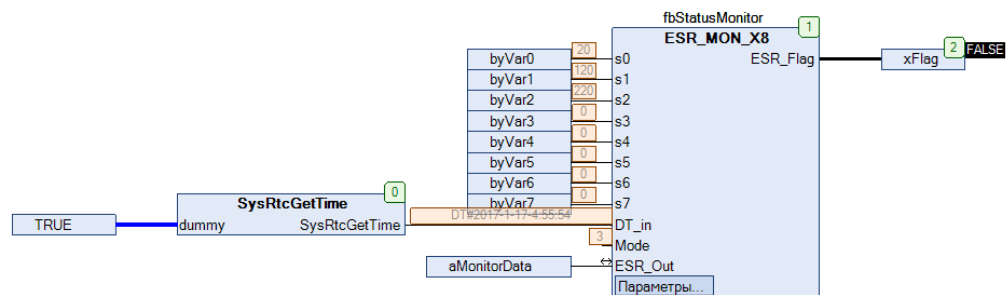 fbStatusMonitor
1
ESR_MON_X8
byVar0 20 s0 ESR_Flag xFlag 2 FALSE
byVar1 120 s1
byVar2 220 s2
byVar3 0 s3
byVar4 0 s4
byVar5 0 s5
byVar6 0 s6
byVar7 0 s7
0
SysRtcGetTime
TRUE dummy SysRtcGetTime DT#2017-1-17-4:55:54 DT_in
3 Mode
aMonitorData ESR_Out
Параметры...